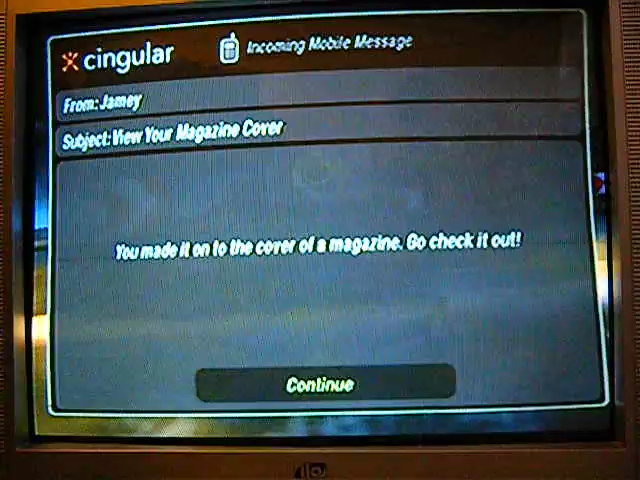 cingular
Incoming Mobile Message
From: Jamey
Subject: View Your Magazine Cover
You made it on to the cover of a magazine. Go check it out!
Continue